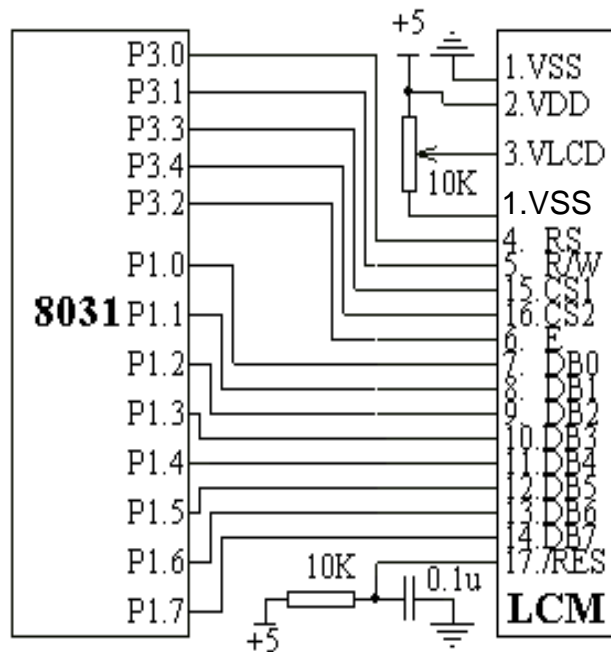 P3.0
P3.1
P3.3
P3.4
P3.2
P1.0
8031 P1.1
P1.2
P1.3
P1.4
P1.5
P1.6
P1.7
+5
1.VSS
2.VDD
3.VLCD
10K
1.VSS
4. RS
5. R/W
15.CS1
16.CS2
6. E
7. DB0
8. DB1
9. DB2
10.DB3
11.DB4
12.DB5
13.DB6
14.DB7
17./RES
10K
0.1u
+5
LCM